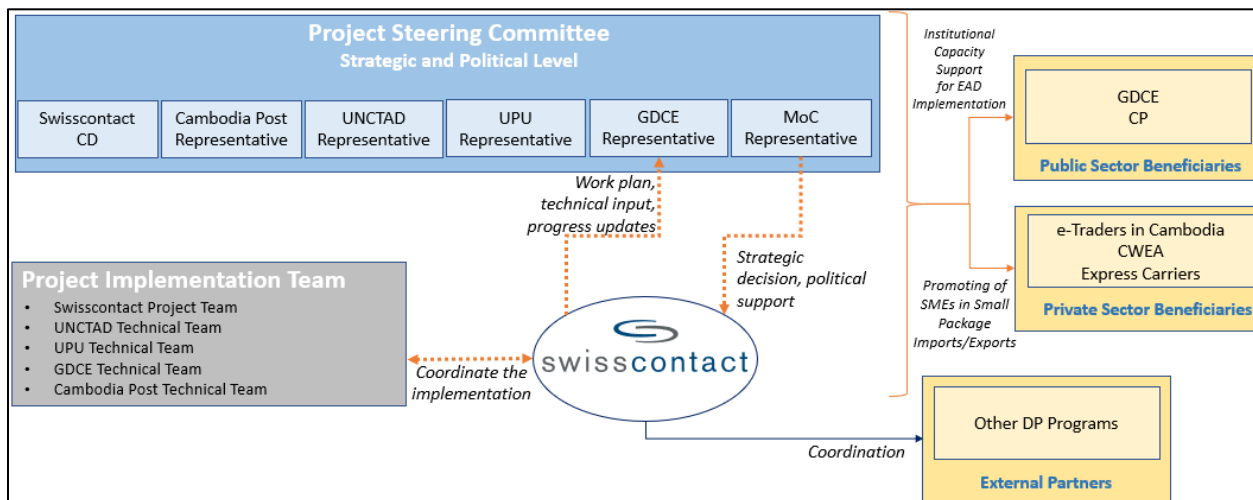 Project Steering Committee
Strategic and Political Level
Swisscontact
CD
Cambodia Post
Representative
UNCTAD
Representative
UPU
Representative
GDCE
Representative
MoC
Representative
Work plan,
technical input,
progress updates
Strategic
decision, political
support
Project Implementation Team
• Swisscontact Project Team
• UNCTAD Technical Team
• UPU Technical Team
• GDCE Technical Team
• Cambodia Post Technical Team
Coordinate the
implementation
swisscontact
Coordination
Institutional
Capacity
Support
for EAD
Implementation
GDCE
CP
Public Sector Beneficiaries
Promoting of
SMEs in Small
Package
Imports/Exports
e-Traders in Cambodia
CWEA
Express Carriers
Private Sector Beneficiaries
Other DP Programs
External Partners